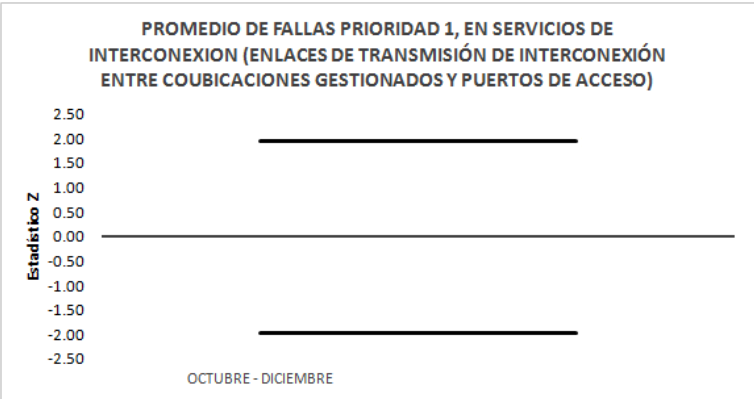 PROMEDIO DE FALLAS PRIORIDAD 1, EN SERVICIOS DE
INTERCONEXION (ENLACES DE TRANSMISIÓN DE INTERCONEXIÓN
ENTRE COUBICACIONES GESTIONADOS Y PUERTOS DE ACCESO)
Estadístico Z
2.50
2.00
1.50
1.00
0.50
0.00
-0.50
-1.00
-1.50
-2.00
-2.50
OCTUBRE - DICIEMBRE